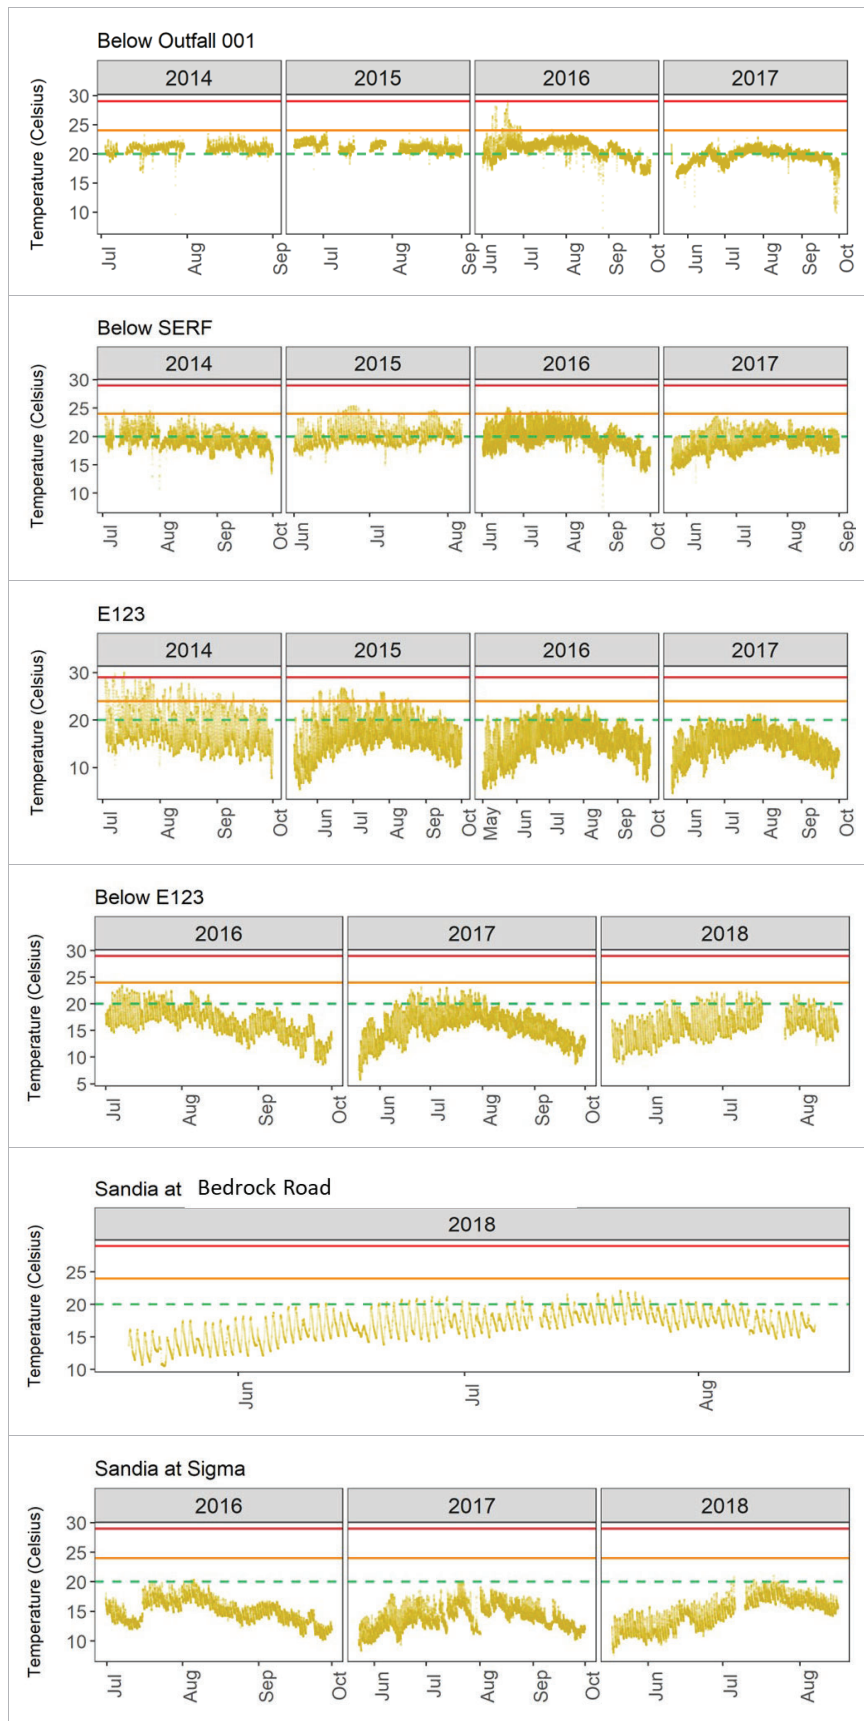 Below Outfall 001
2014 2015 2016 2017
Temperature (Celsius)
30
25
20
15
10
Jul Aug Sep Jul Aug Sep Jun Jul Aug Sep Oct Jun Jul Aug Sep Oct
Below SERF
2014 2015 2016 2017
Temperature (Celsius)
30
25
20
15
10
Jul Aug Sep Oct Jun Jul Aug Jun Jul Aug Sep Oct Jun Jul Aug Sep
E123
2014 2015 2016 2017
Temperature (Celsius)
30
20
10
Jul Aug Sep Oct Jun Jul Aug Sep Oct May Jun Jul Aug Sep Oct Jun Jul Aug Sep Oct
Below E123
2016 2017 2018
Temperature (Celsius)
30
25
20
15
10
5
Jul Aug Sep Oct Jun Jul Aug Sep Oct Jun Jul Aug
Sandia at Bedrock Road
2018
Temperature (Celsius)
25
20
15
10
Jun Jul Aug
Sandia at Sigma
2016 2017 2018
Temperature (Celsius)
30
25
20
15
10
Jul Aug Sep Oct Jun Jul Aug Sep Oct Jun Jul Aug